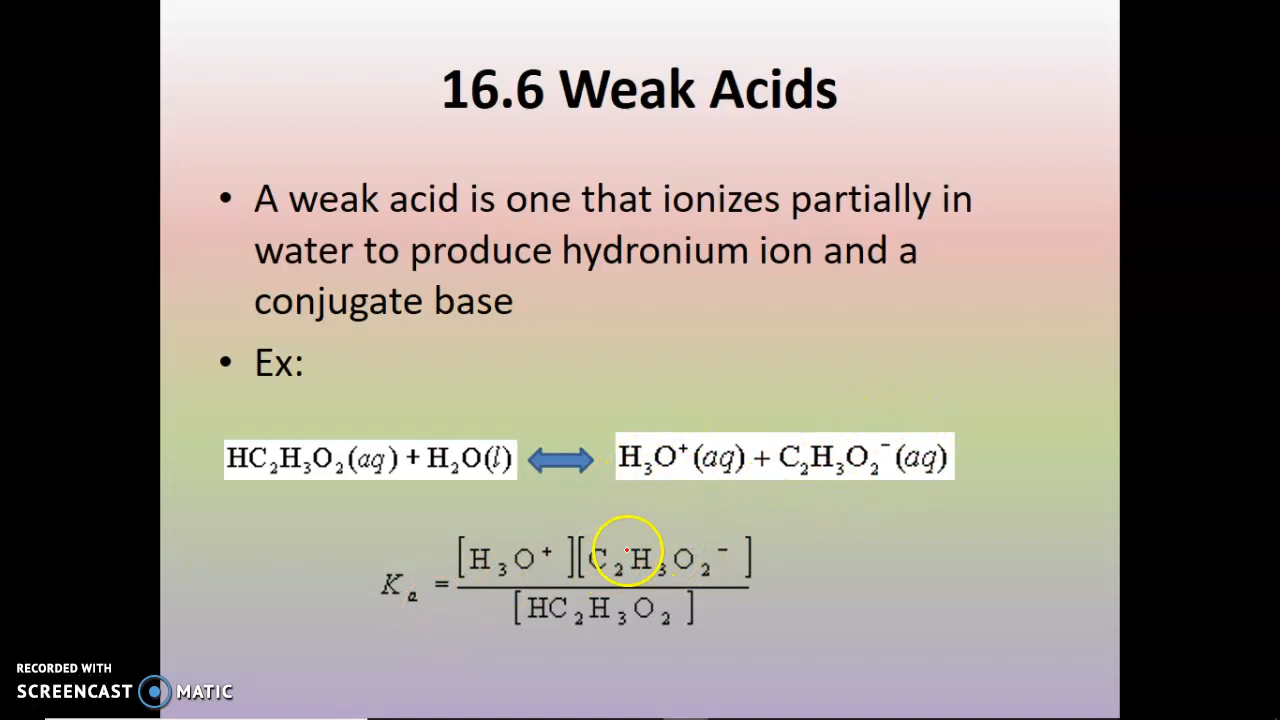 16.6 Weak Acids
• A weak acid is one that ionizes partially in
water to produce hydronium ion and a
conjugate base
• Ex:
HC₂H₃O₂(aq) + H₂O(l) ⟺ H₃O⁺(aq) + C₂H₃O₂⁻(aq)
[H₃O⁺][C₂H₃O₂⁻]
Kₐ =
[HC₂H₃O₂]
RECORDED WITH
SCREENCAST MATIC